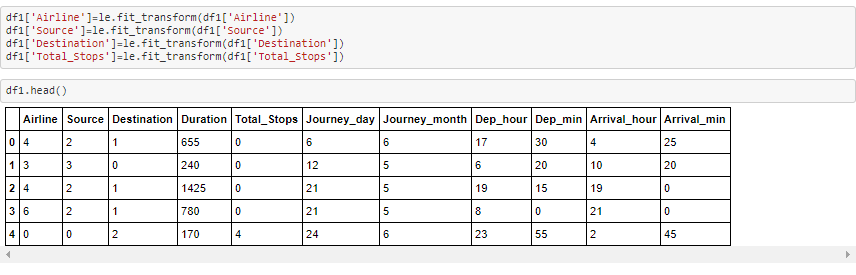 df1['Airline']=le.fit_transform(df1['Airline'])
df1['Source']=le.fit_transform(df1['Source'])
df1['Destination']=le.fit_transform(df1['Destination'])
df1['Total_Stops']=le.fit_transform(df1['Total_Stops'])
df1.head()
Airline Source Destination Duration Total_Stops Journey_day Journey_month Dep_hour Dep_min Arrival_hour Arrival_min
0 4 2 1 655 0 6 6 17 30 4 25
1 3 3 0 240 0 12 5 6 20 10 20
2 4 2 1 1425 0 21 5 19 15 19 0
3 6 2 1 780 0 21 5 8 0 21 0
4 0 0 2 170 4 24 6 23 55 2 45